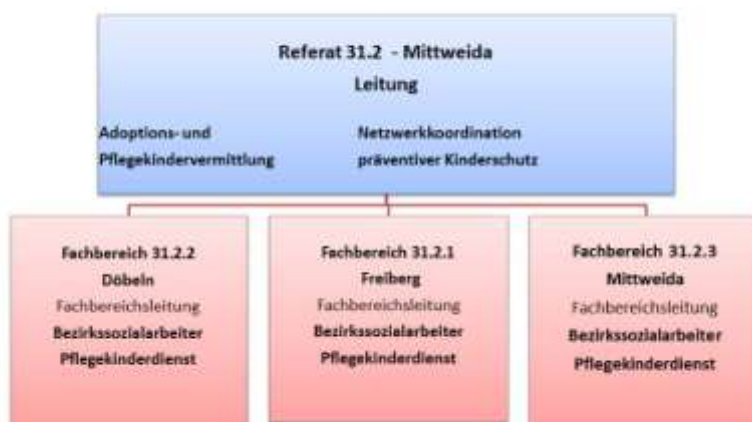 Referat 31.2 - Mittweida
Leitung
Adoptions- und
Pflegekindervermittlung
Netzwerkkoordination
präventiver Kinderschutz
Fachbereich 31.2.2
Döbeln
Fachbereichsleitung
Bezirkssozialarbeiter
Pflegekinderdienst
Fachbereich 31.2.1
Freiberg
Fachbereichsleitung
Bezirkssozialarbeiter
Pflegekinderdienst
Fachbereich 31.2.3
Mittweida
Fachbereichsleitung
Bezirkssozialarbeiter
Pflegekinderdienst